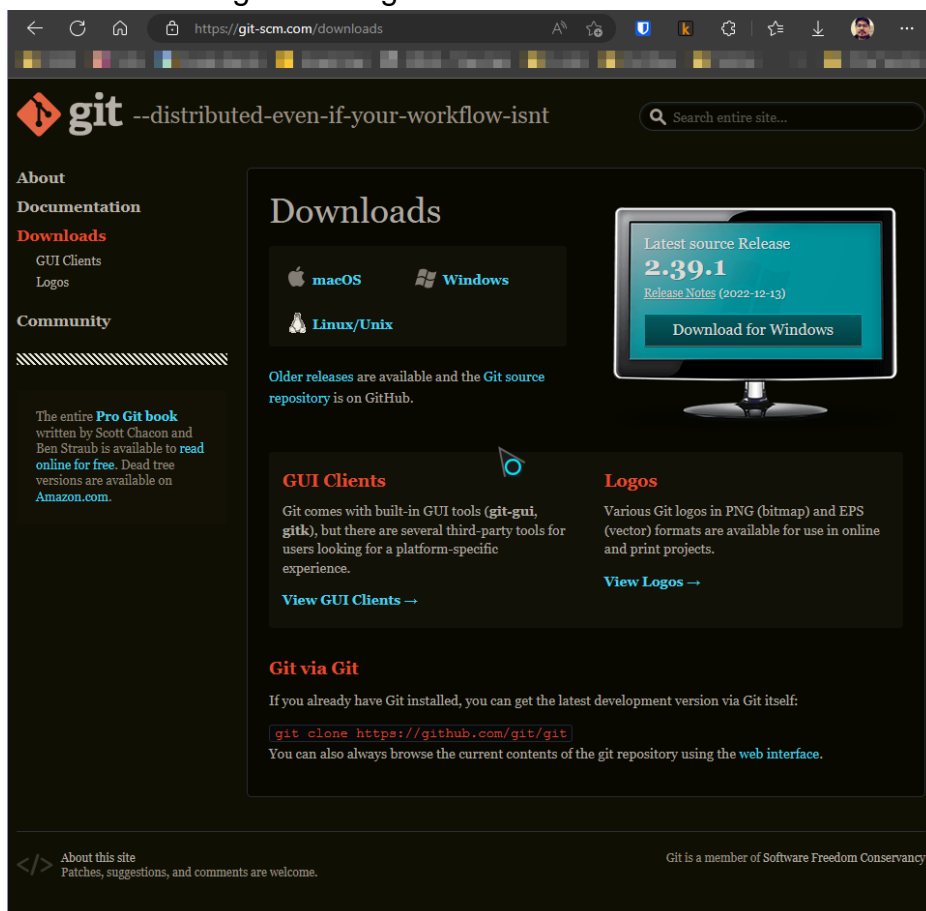 https://git-scm.com/downloads
git --distributed-even-if-your-workflow-isnt
Search entire site...
About
Documentation
Downloads
GUI Clients
Logos
Community
The entire Pro Git book
written by Scott Chacon and
Ben Straub is available to read
online for free. Dead tree
versions are available on
Amazon.com.
Downloads
macOS
Windows
Linux/Unix
Older releases are available and the Git source
repository is on GitHub.
Latest source Release
2.39.1
Release Notes (2022-12-13)
Download for Windows
GUI Clients
Git comes with built-in GUI tools (git-gui,
gitk), but there are several third-party tools for
users looking for a platform-specific
experience.
View GUI Clients →
Logos
Various Git logos in PNG (bitmap) and EPS
(vector) formats are available for use in online
and print projects.
View Logos →
Git via Git
If you already have Git installed, you can get the latest development version via Git itself:
git clone https://github.com/git/git
You can also always browse the current contents of the git repository using the web interface.
</> About this site
Patches, suggestions, and comments are welcome.
Git is a member of Software Freedom Conservancy